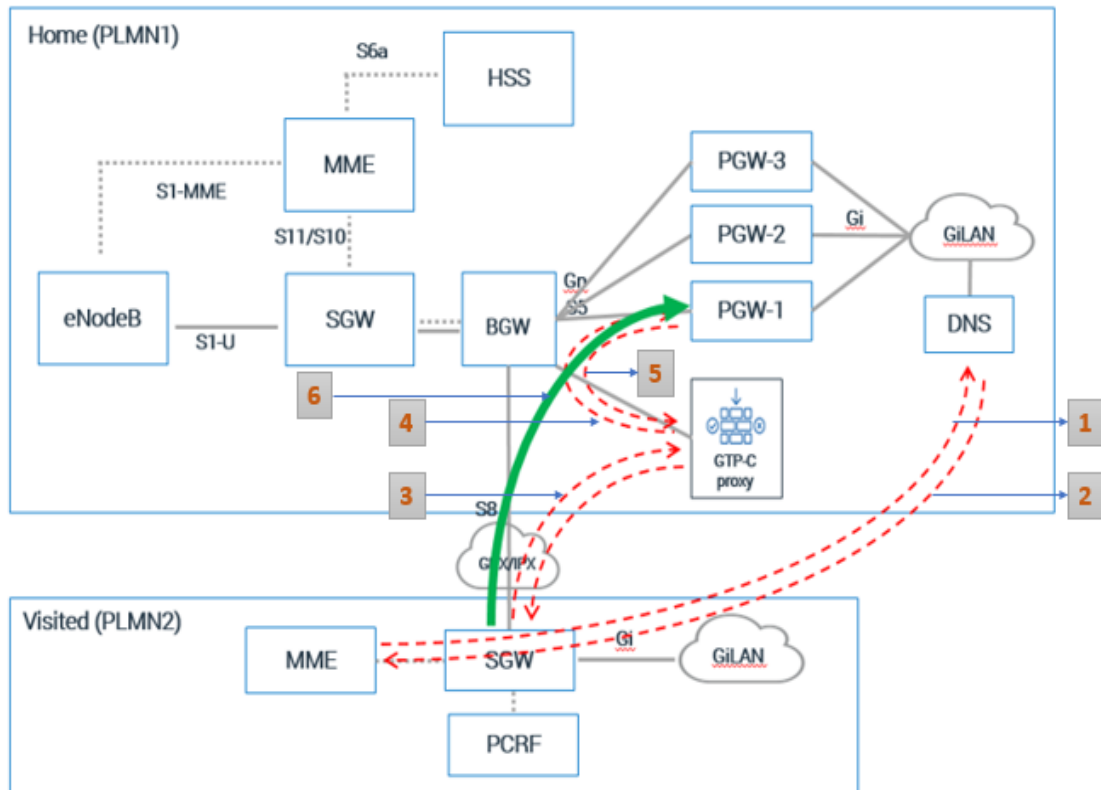 Home (PLMN1)
S6a
HSS
MME
PGW-3
S1-MME
PGW-2
Gi
GiLAN
S11/S10
eNodeB
SGW
BGW
Gn
S5
PGW-1
DNS
S1-U
5
6
4
1
GTP-C
proxy
3
2
S8
GRX/IPX
Visited (PLMN2)
MME
SGW
Gi
GiLAN
PCRF